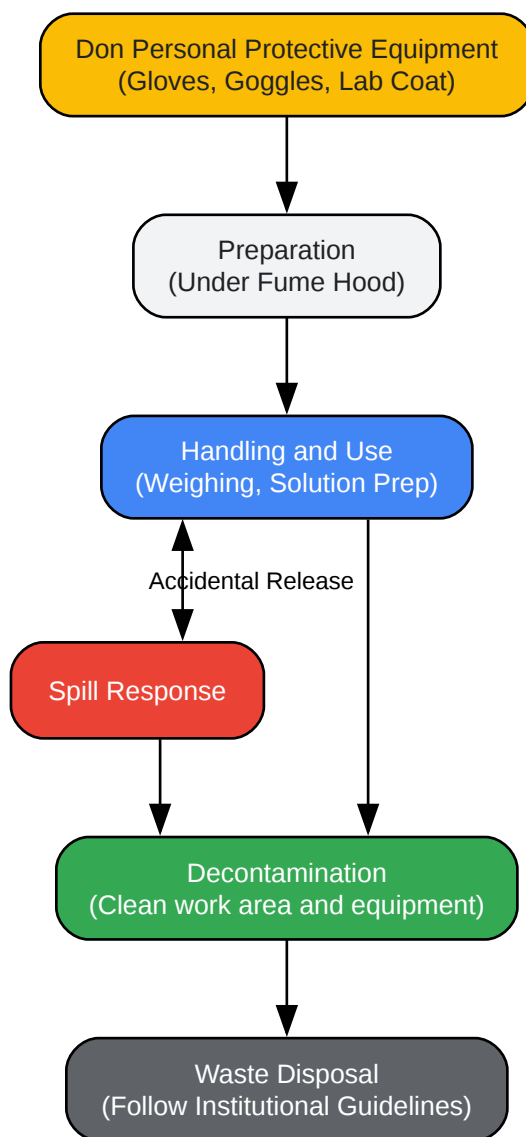 Don Personal Protective Equipment
(Gloves, Goggles, Lab Coat)
Preparation
(Under Fume Hood)
Handling and Use
(Weighing, Solution Prep)
Accidental Release
Spill Response
Decontamination
(Clean work area and equipment)
Waste Disposal
(Follow Institutional Guidelines)